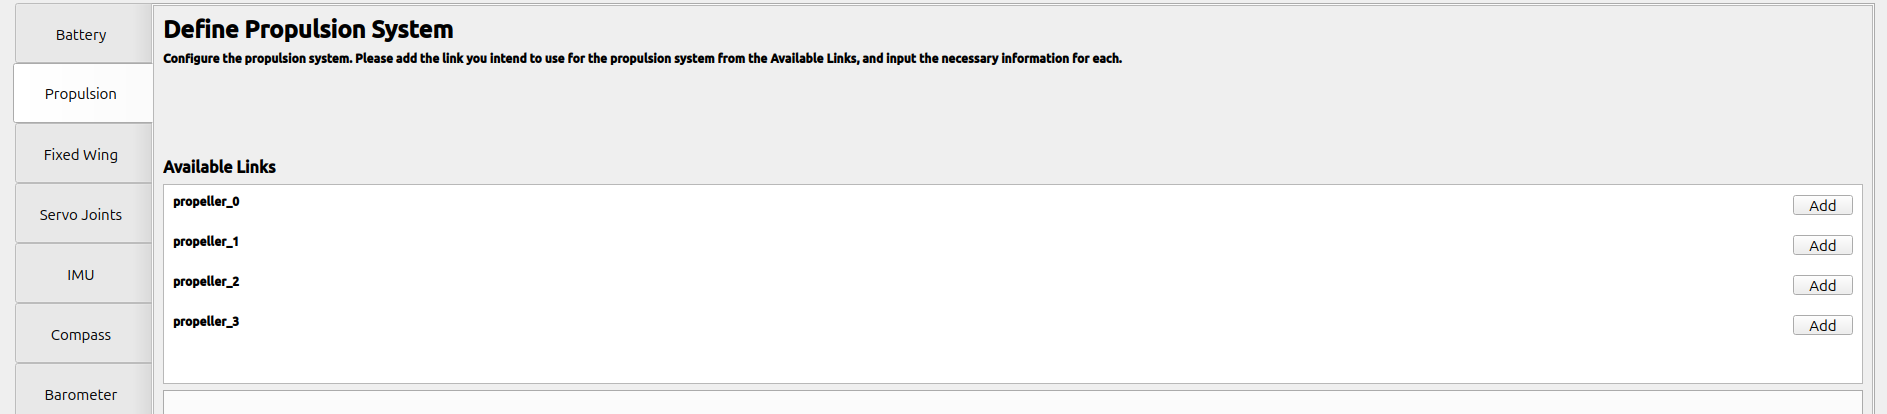 Battery
Propulsion
Fixed Wing
Servo Joints
IMU
Compass
Barometer
Define Propulsion System
Configure the propulsion system. Please add the link you intend to use for the propulsion system from the Available Links, and input the necessary information for each.
Available Links
propeller_0 Add
propeller_1 Add
propeller_2 Add
propeller_3 Add